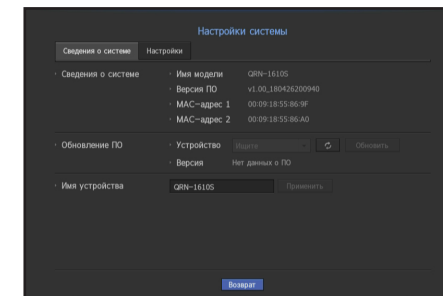 Настройки системы
Сведения о системе Настройки
Сведения о системе Имя модели QRN-1610S
Версия ПО v1.00_180426200940
MAC-адрес 1 00:09:18:55:86:9F
MAC-адрес 2 00:09:18:55:86:A0
Обновление ПО Устройство Ищите Обновить
Версия Нет данных о ПО
Имя устройства QRN-1610S Применить
Возврат